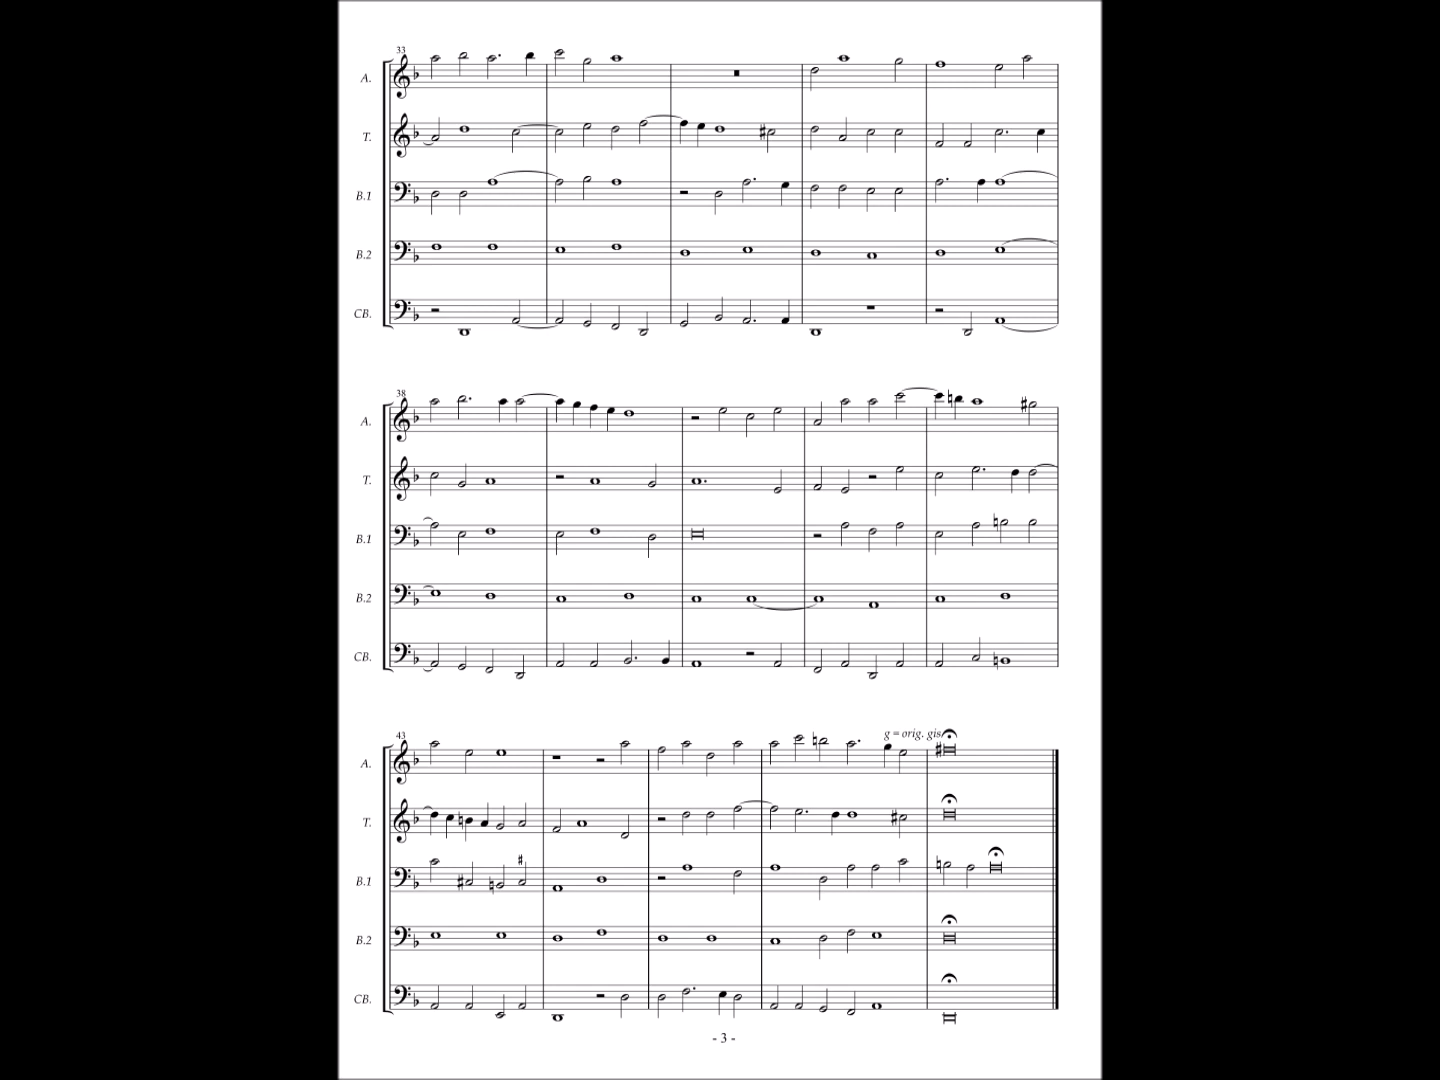 33
A.
T.
B.1
B.2
CB.
38
A.
T.
B.1
B.2
CB.
g = orig. gis
43
A.
T.
B.1
B.2
CB.
- 3 -